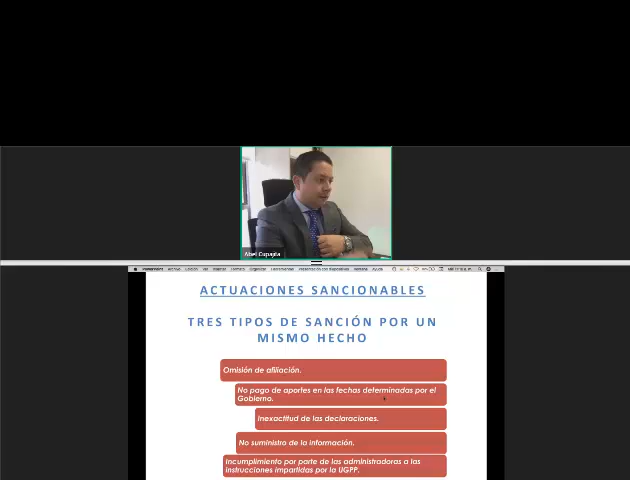 Abel Cupajita
ACTUACIONES SANCIONABLES
TRES TIPOS DE SANCIÓN POR UN
MISMO HECHO
Omisión de afiliación.
No pago de aportes en las fechas determinadas por el
Gobierno.
Inexactitud de las declaraciones.
No suministro de la información.
Incumplimiento por parte de las administradoras a las
instrucciones impartidas por la UGPP.